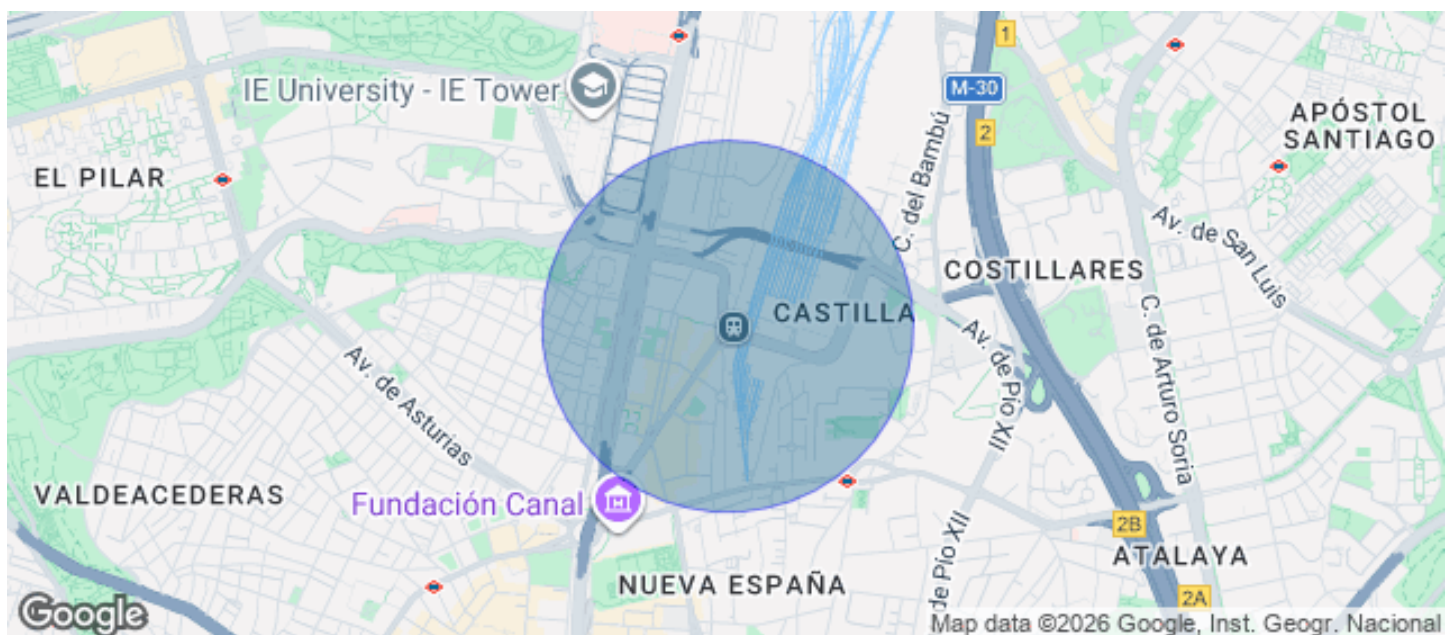 1
IE University - IE Tower
M-30
APÓSTOL
SANTIAGO
2
EL PILAR
C. del Bambú
Av. de San Luis
COSTILLARES
CASTILLA
Av. de Pío XII
C. de Arturo Soria
Av. de Asturias
VALDEACEDERAS
Fundación Canal
2B
ATALAYA
NUEVA ESPAÑA
de Pío XII
2A
Google
Map data ©2026 Google, Inst. Geogr. Nacional